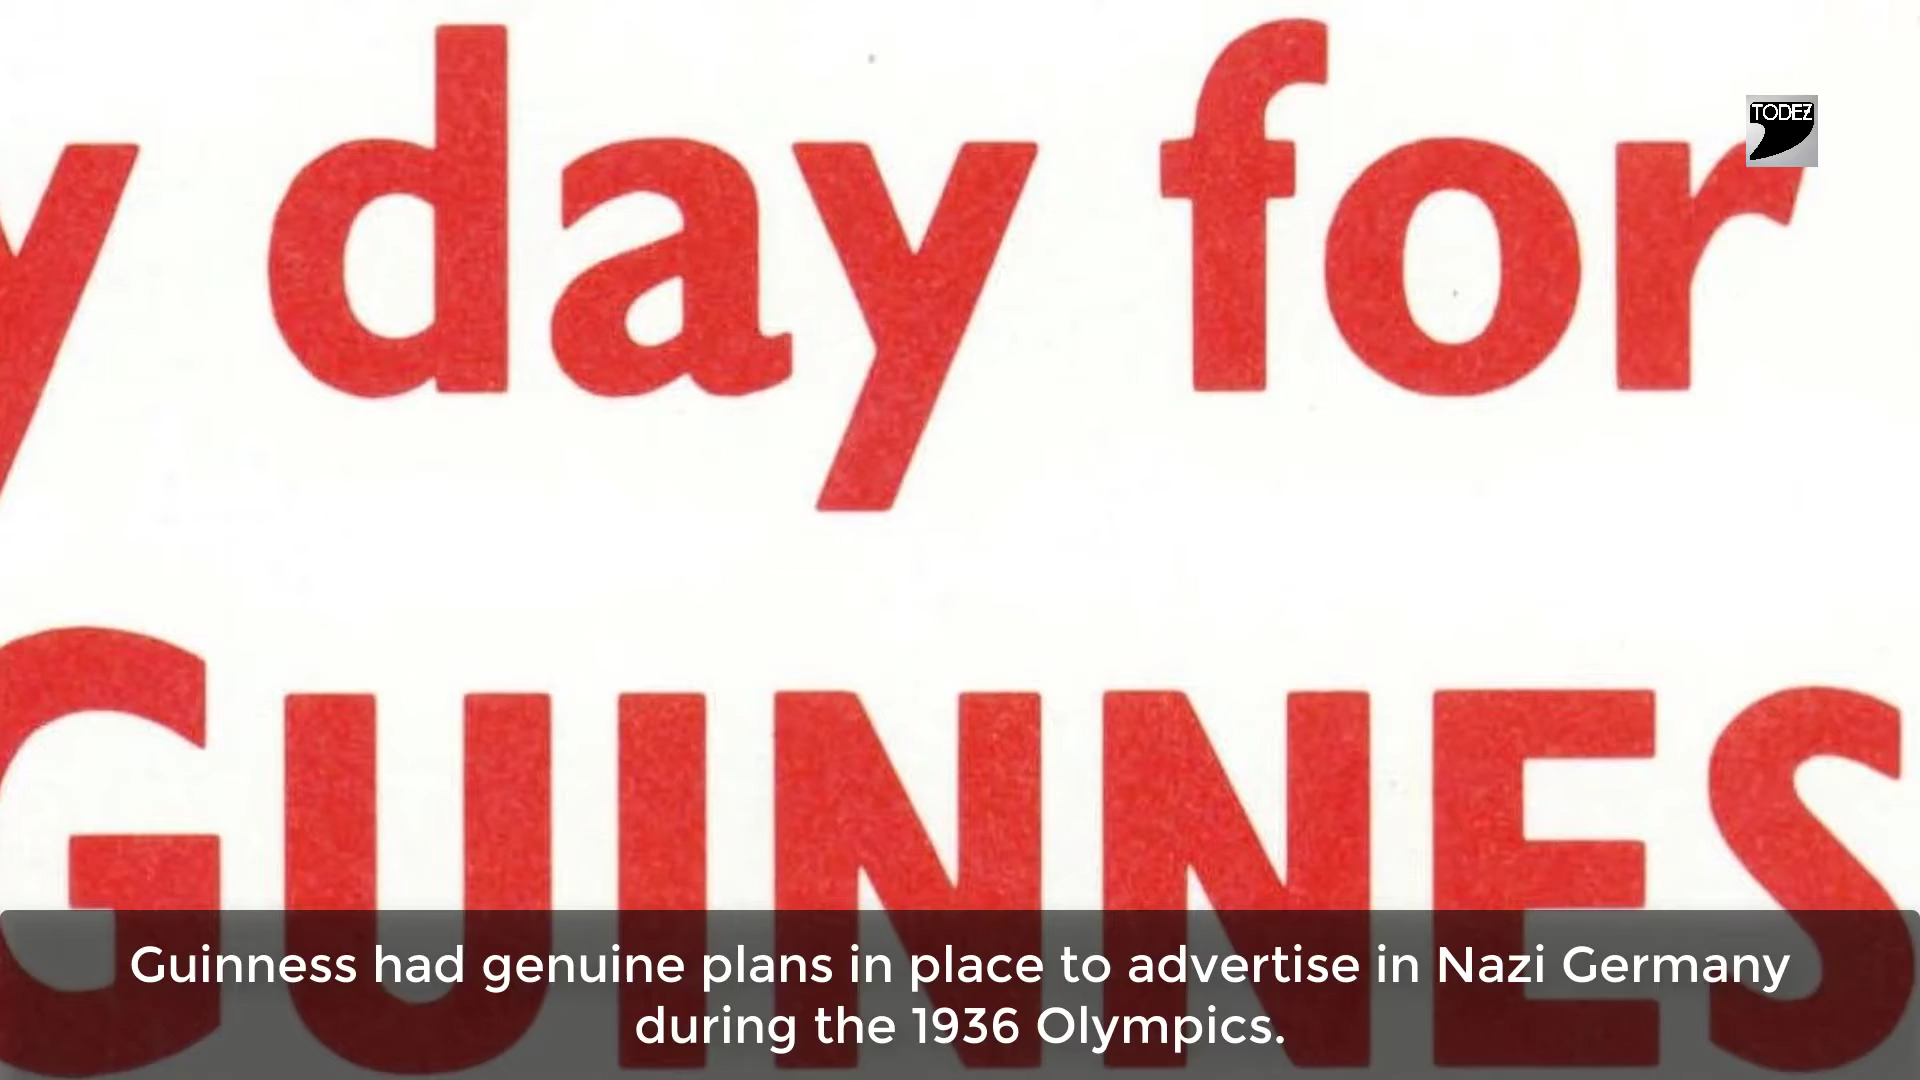 y day for
TODEZ
GUINNES
Guinness had genuine plans in place to advertise in Nazi Germany
during the 1936 Olympics.